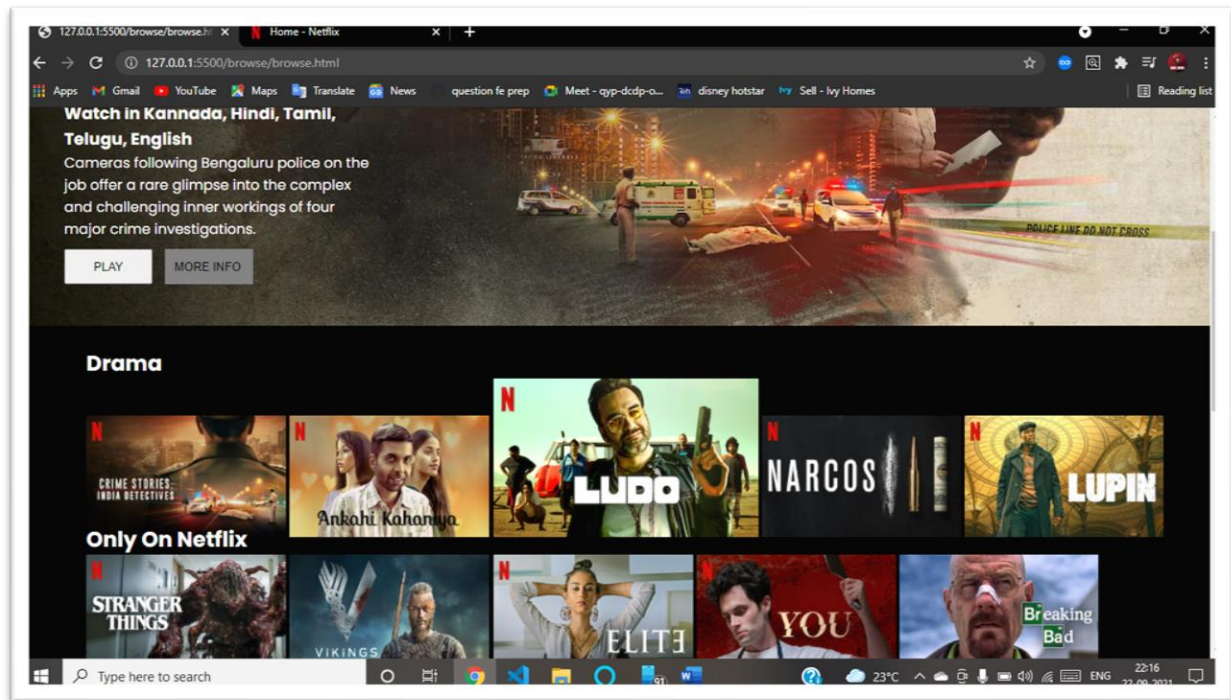 127.0.0.1:5500/browse/browse.h
Home - Netflix
127.0.0.1:5500/browse/browse.html
Apps Gmail YouTube Maps Translate News question fe prep Meet - qyp-dcdp-o... disney hotstar Sell - Ivy Homes Reading list
Watch in Kannada, Hindi, Tamil,
Telugu, English
Cameras following Bengaluru police on the
job offer a rare glimpse into the complex
and challenging inner workings of four
major crime investigations.
POLICE LINE DO NOT CROSS
PLAY MORE INFO
Drama
CRIME STORIES:
INDIA DETECTIVES
Ankahi Kahaniya
LUDO
NARCOS
LUPIN
Only On Netflix
STRANGER
THINGS
VIKINGS
ELITE
YOU
Breaking
Bad
Type here to search
91
23°C
ENG
22:16
22-09-2021